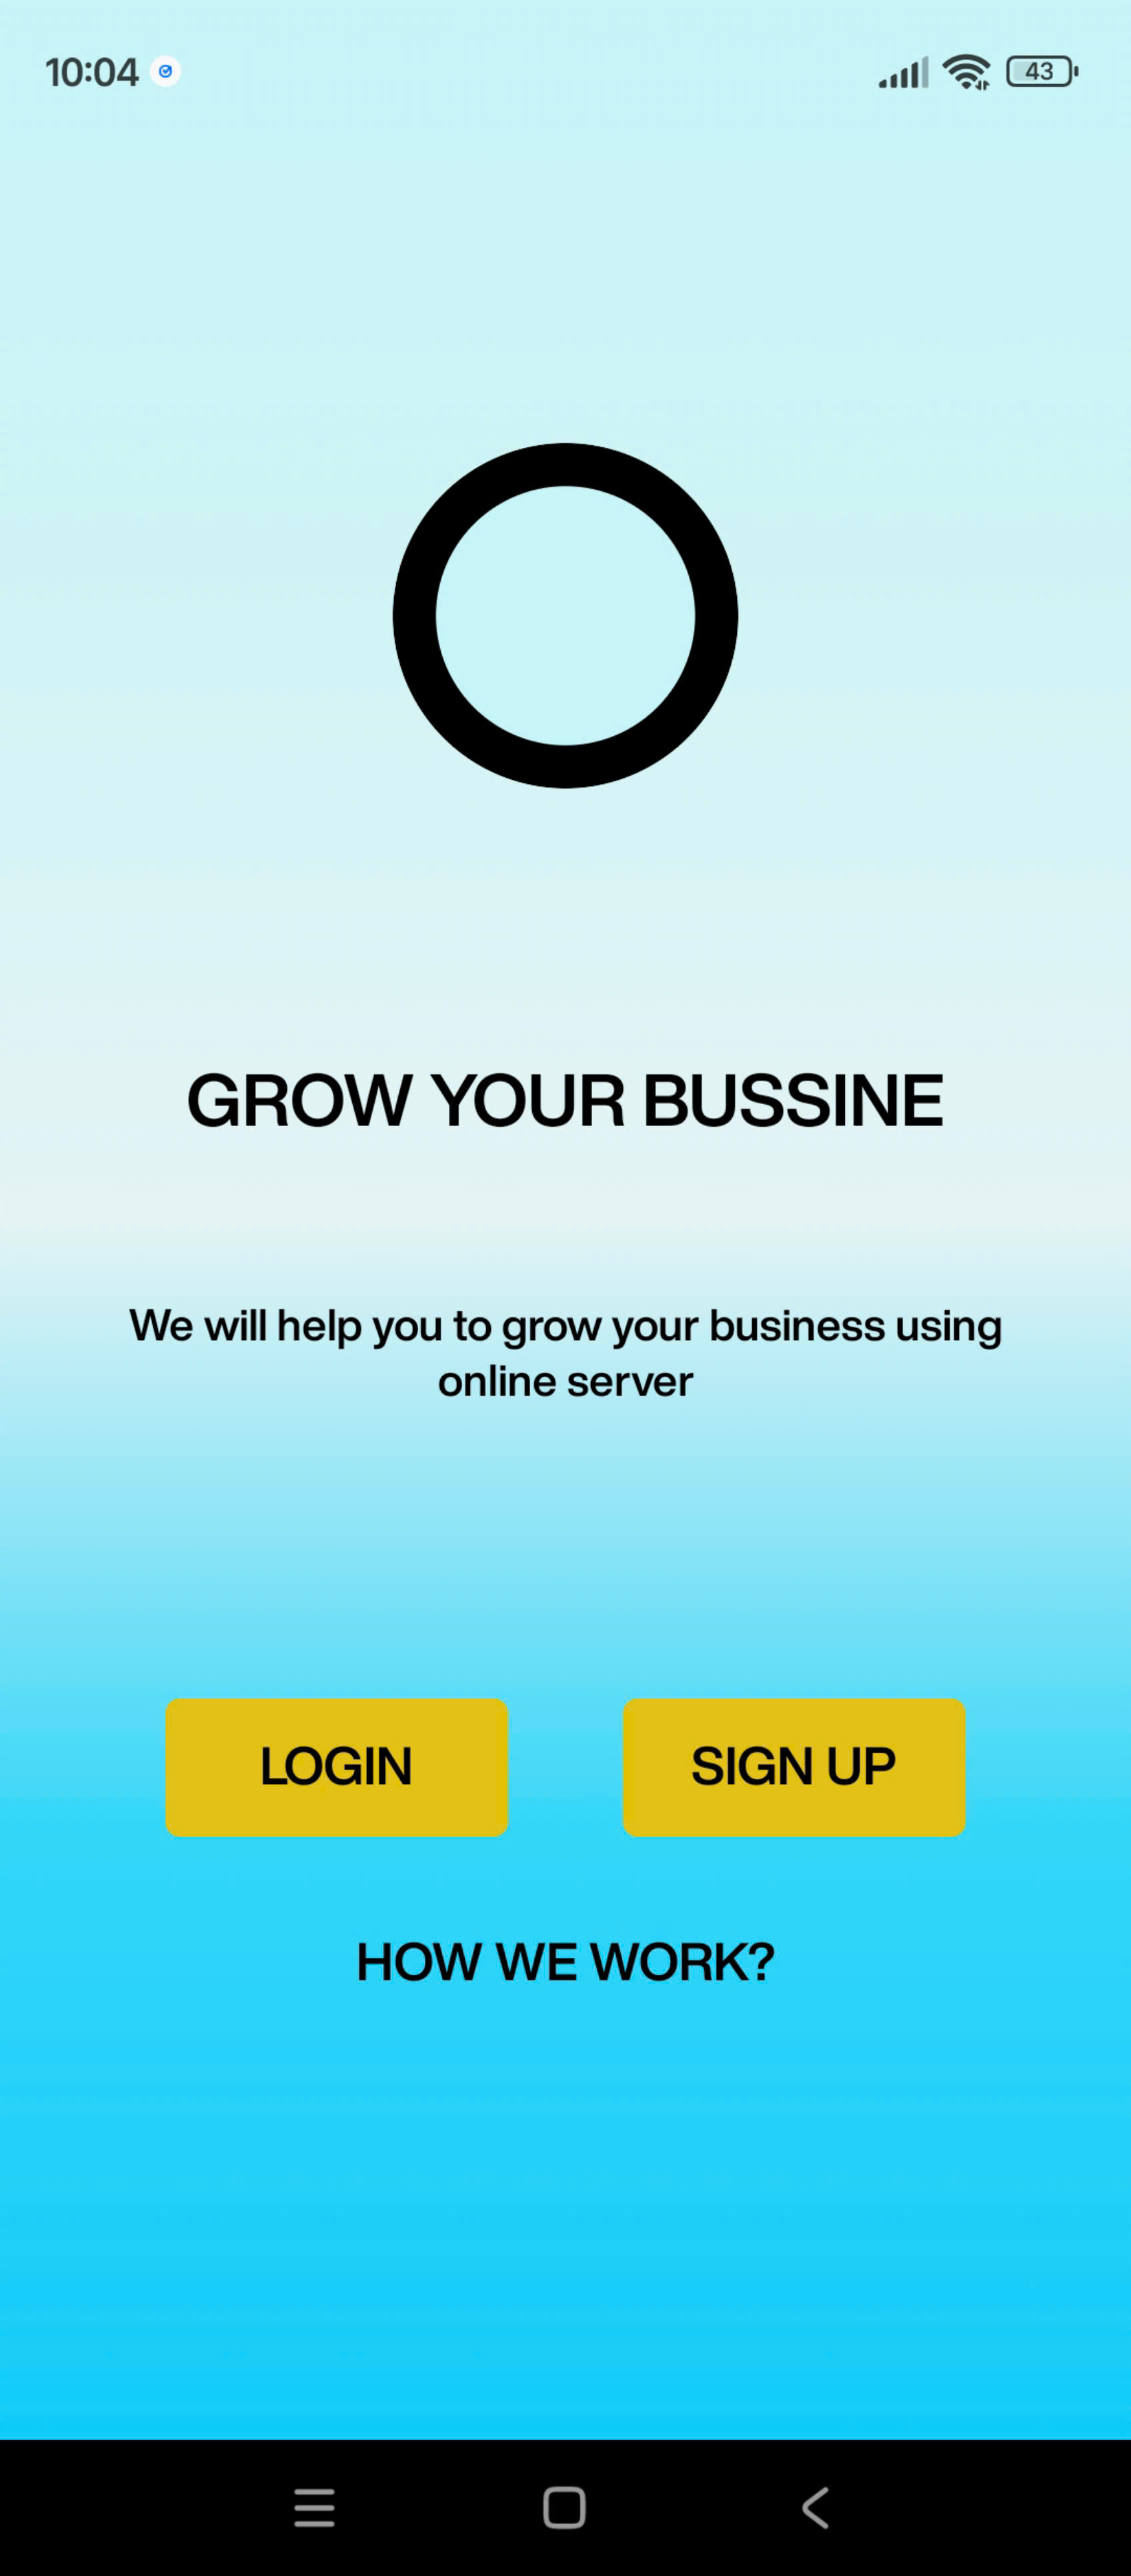 10:04
43
GROW YOUR BUSSINE
We will help you to grow your business using
online server
LOGIN
SIGN UP
HOW WE WORK?